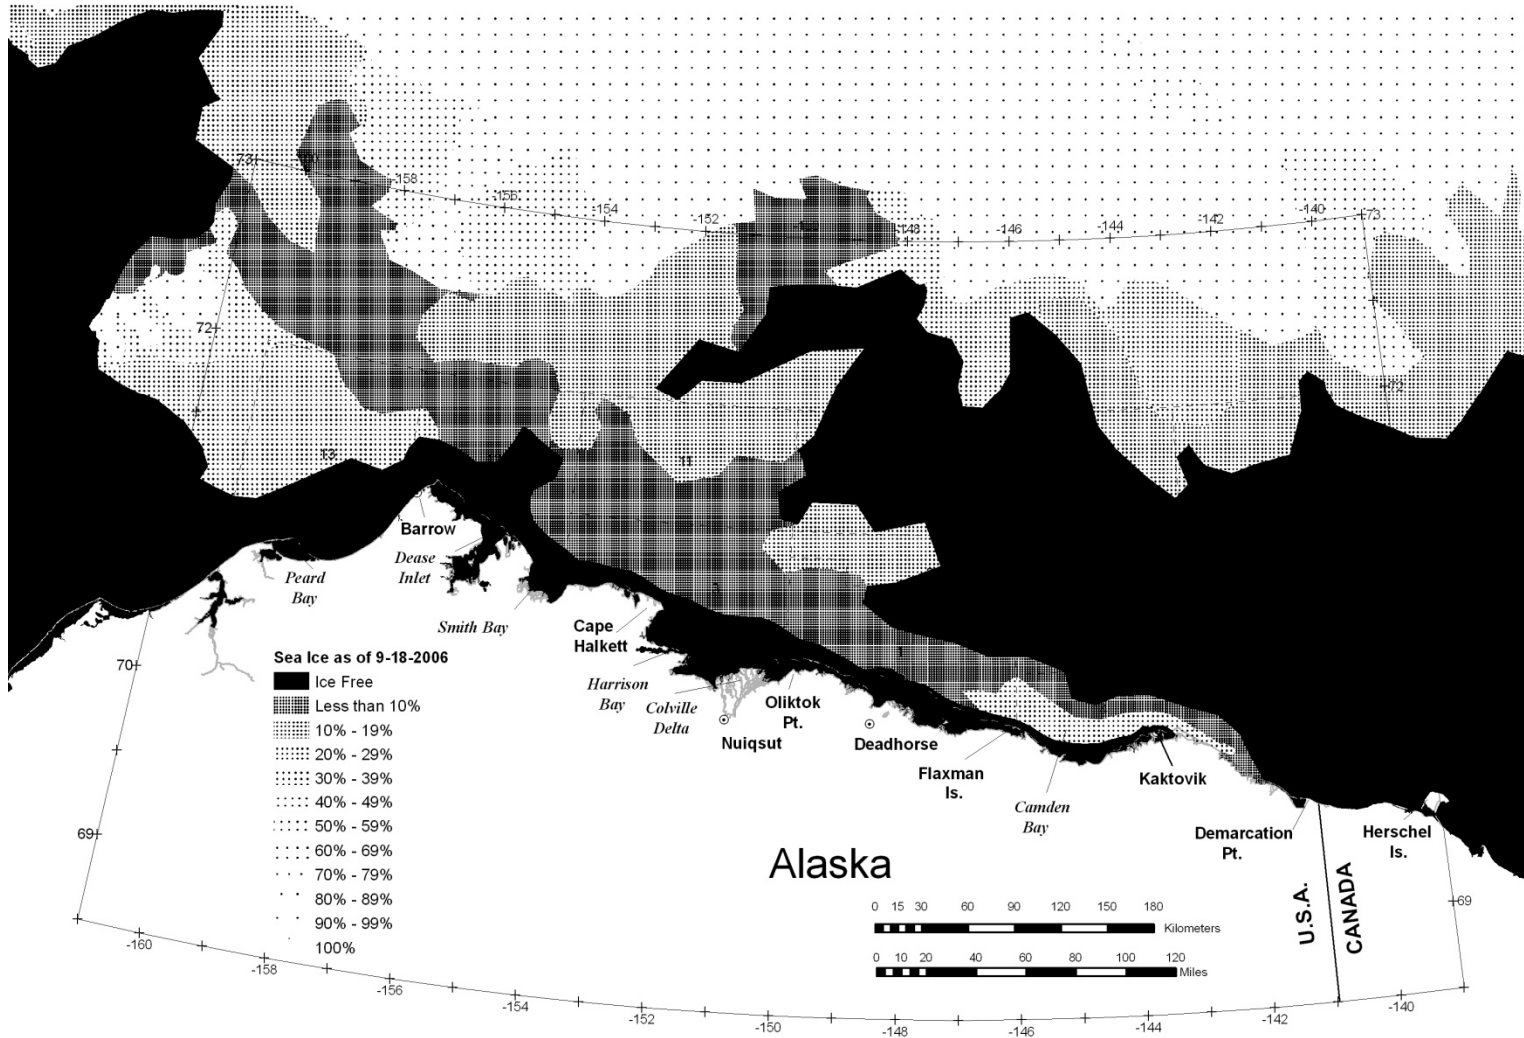 73
-158
-156
-154
-152
-148
-146
-144
-142
-140
73
72
72
13
11
3
1
Barrow
Dease
Inlet
Peard
Bay
Smith Bay
Cape
Halkett
Harrison
Bay
Colville
Delta
Oliktok
Pt.
Nuiqsut
Deadhorse
Flaxman
Is.
Camden
Bay
Kaktovik
Demarcation
Pt.
Herschel
Is.
70
69
69
Sea Ice as of 9-18-2006
Ice Free
Less than 10%
10% - 19%
20% - 29%
30% - 39%
40% - 49%
50% - 59%
60% - 69%
70% - 79%
80% - 89%
90% - 99%
100%
Alaska
U.S.A.
CANADA
0 15 30 60 90 120 150 180
Kilometers
0 10 20 40 60 80 100 120
Miles
-160
-158
-156
-154
-152
-150
-148
-146
-144
-142
-140